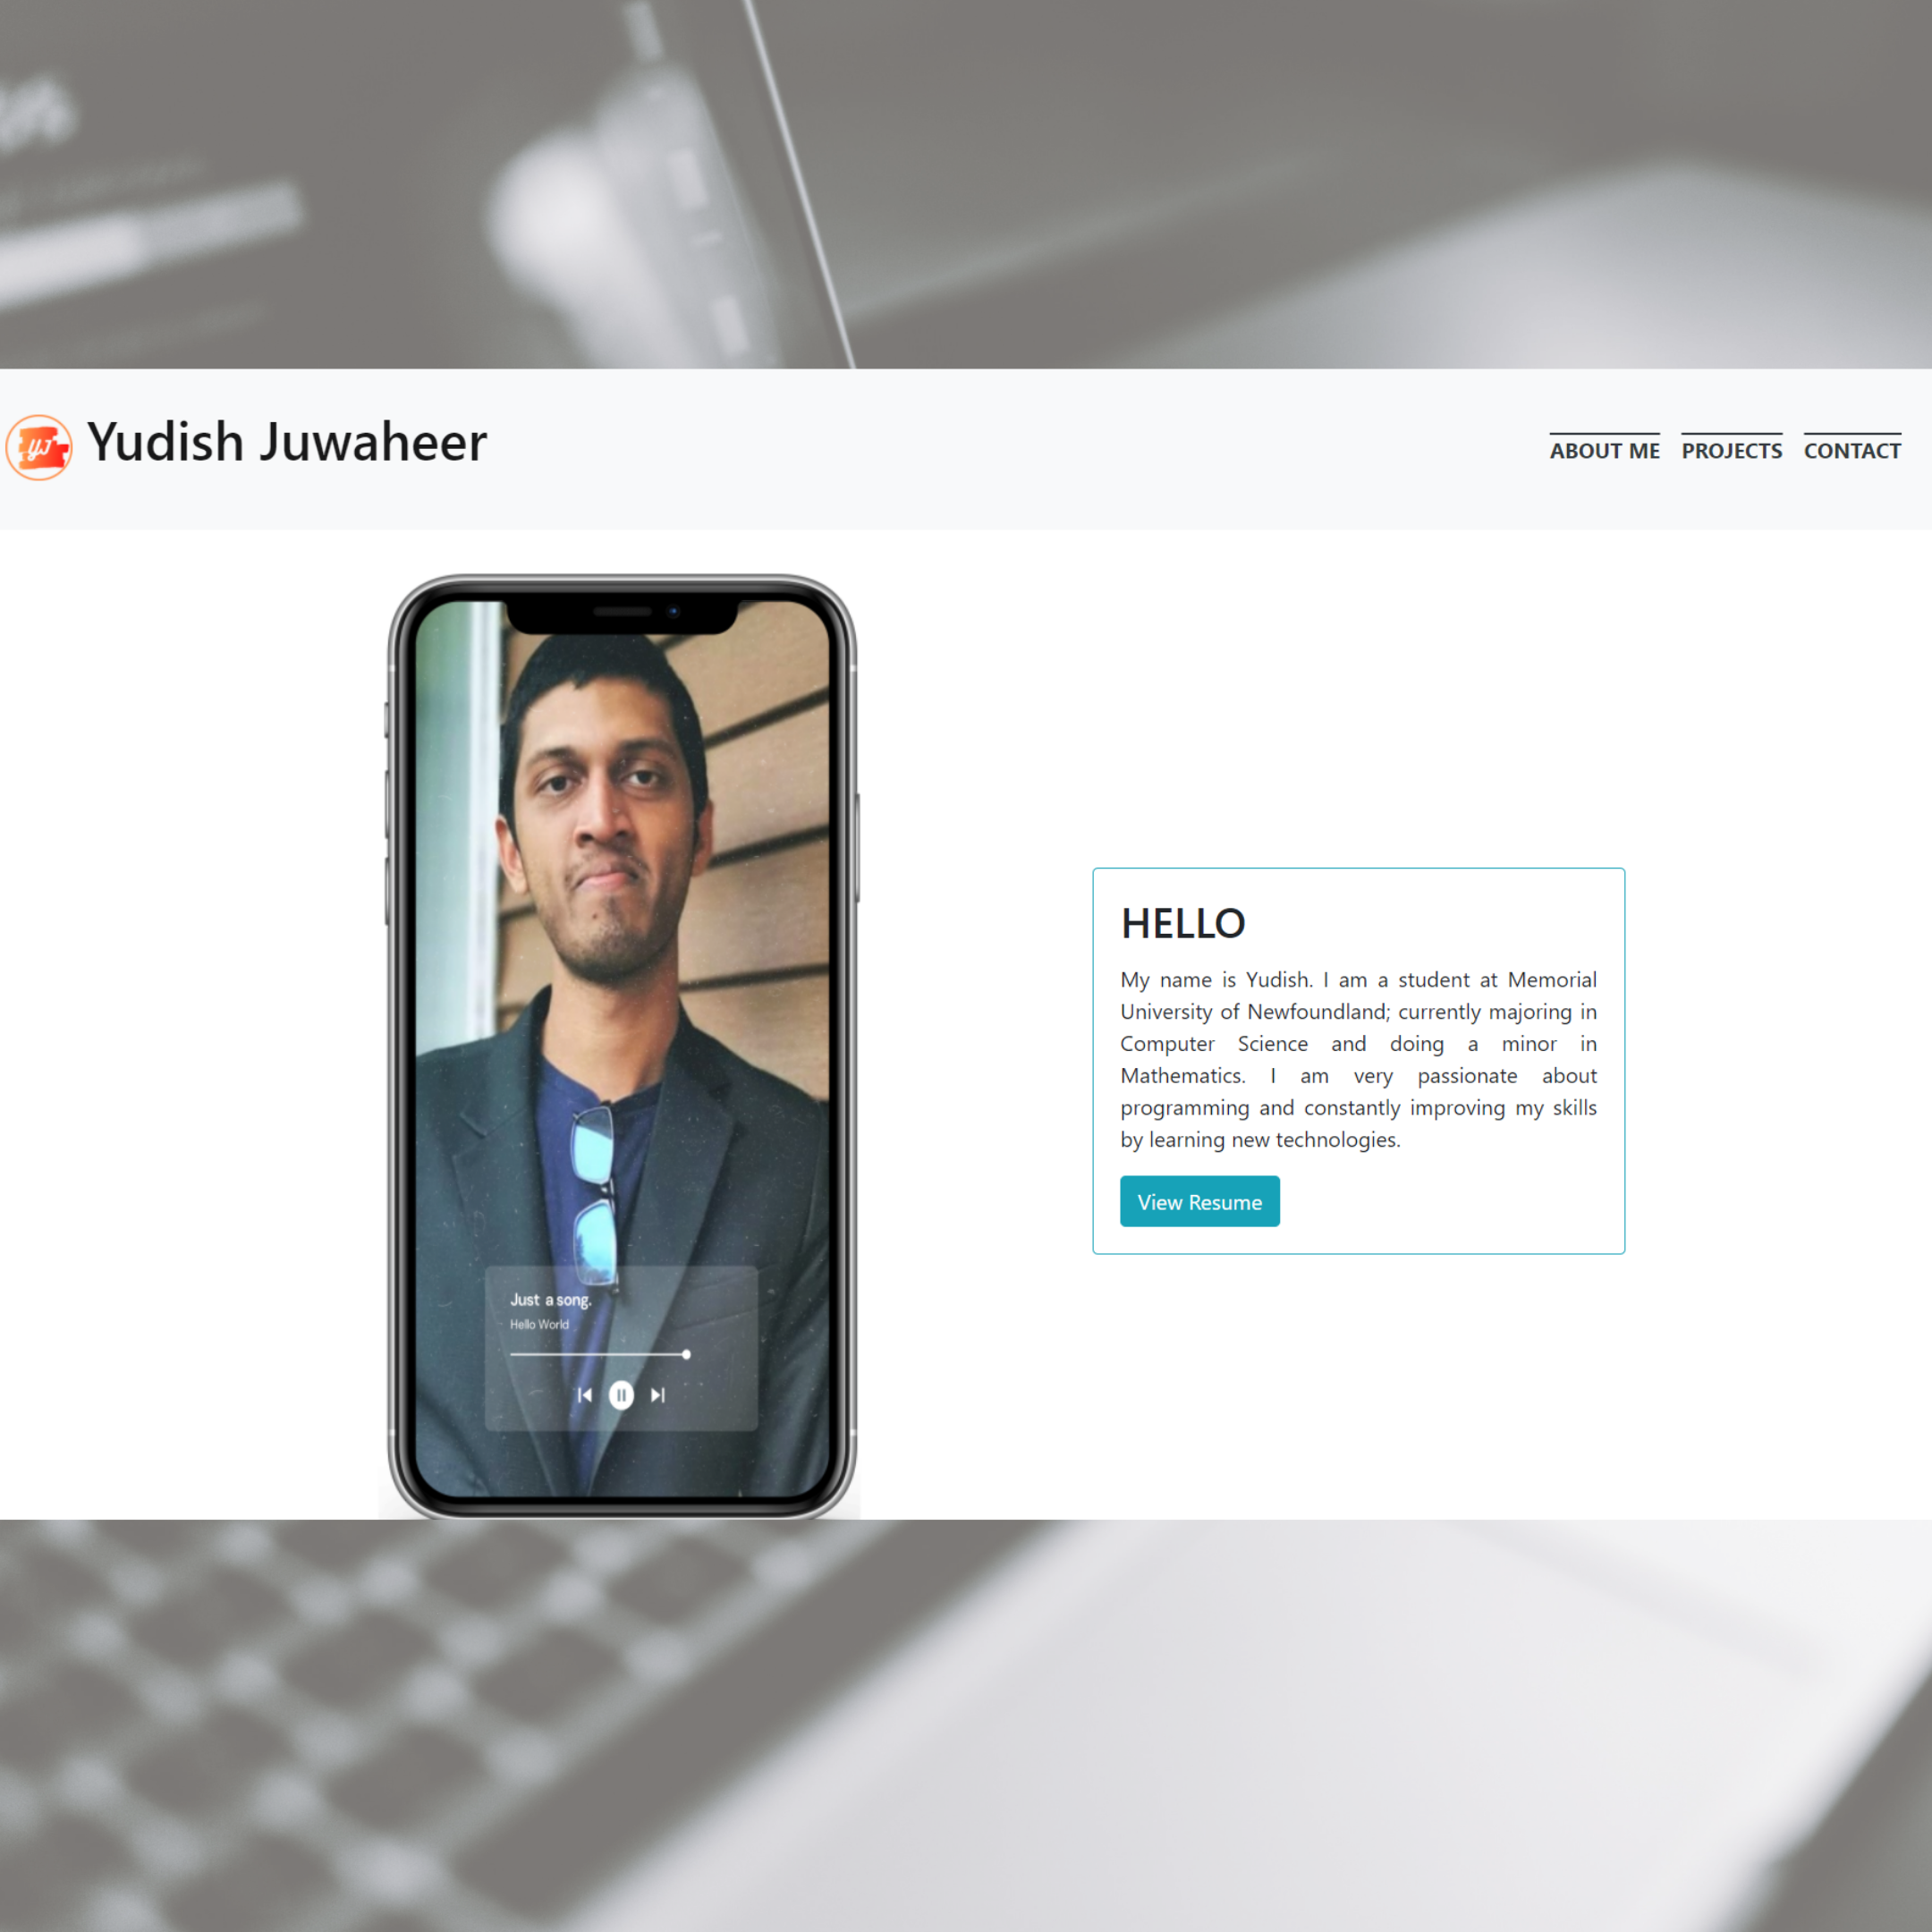 YJ
Yudish Juwaheer
ABOUT ME PROJECTS CONTACT
HELLO
My name is Yudish. I am a student at Memorial
University of Newfoundland; currently majoring in
Computer Science and doing a minor in
Mathematics. I am very passionate about
programming and constantly improving my skills
by learning new technologies.
View Resume
Just a song.
Hello World